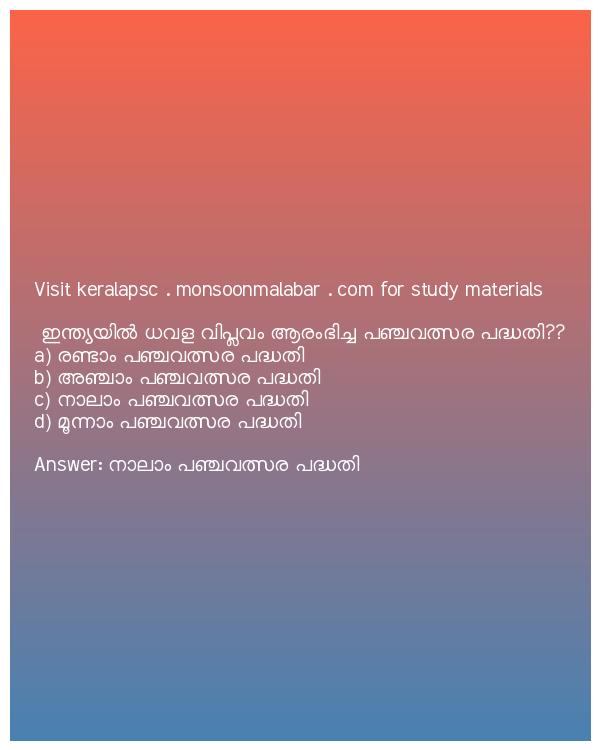 Visit keralapsc . monsoonmalabar . com for study materials
ഇന്ത്യയിൽ ധവള വിപ്ലവം ആരംഭിച്ച പഞ്ചവത്സര പദ്ധതി??
a) രണ്ടാം പഞ്ചവത്സര പദ്ധതി
b) അഞ്ചാം പഞ്ചവത്സര പദ്ധതി
c) നാലാം പഞ്ചവത്സര പദ്ധതി
d) മൂന്നാം പഞ്ചവത്സര പദ്ധതി
Answer: നാലാം പഞ്ചവത്സര പദ്ധതി